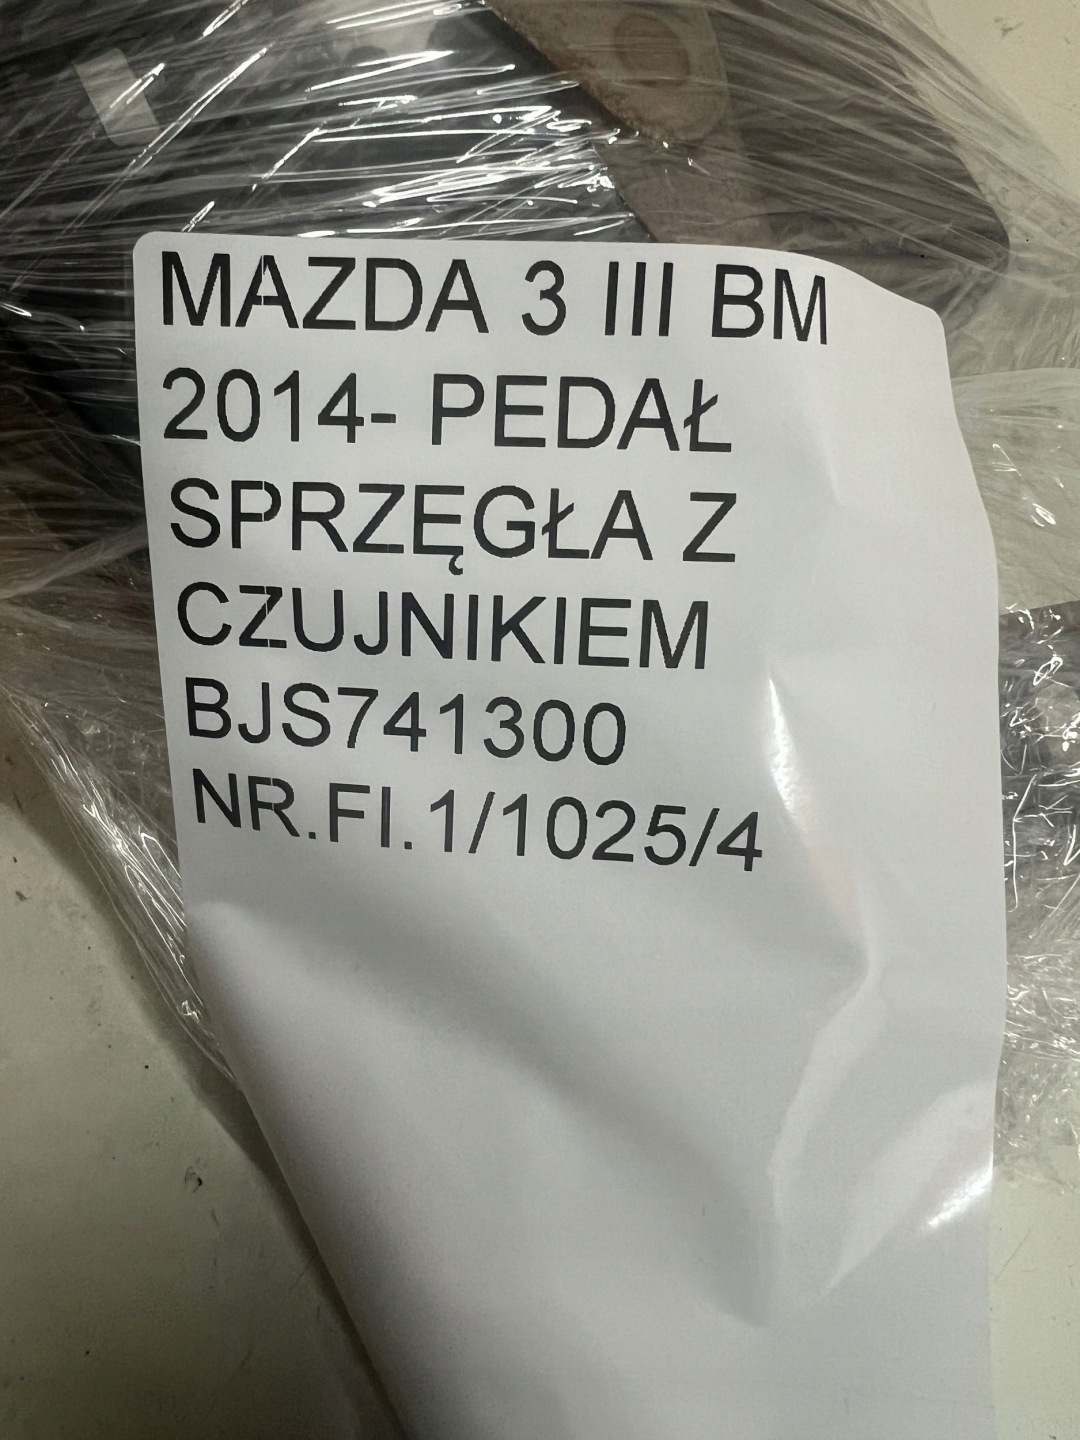 MAZDA 3 III BM
2014- PEDAŁ
SPRZĘGŁA Z
CZUJNIKIEM
BJS741300
NR.FI.1/1025/4